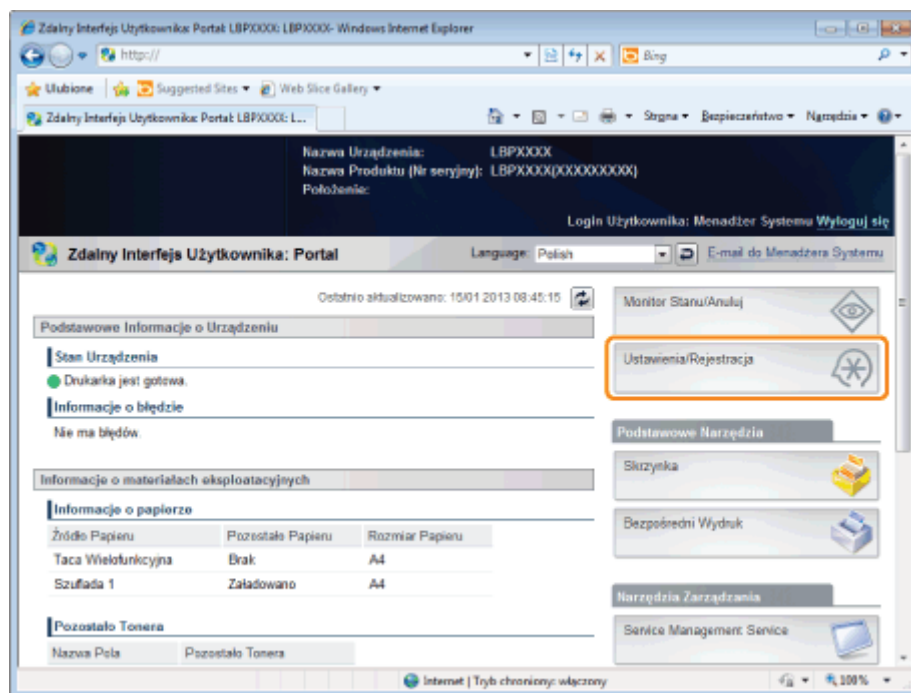 Zdalny Interfejs Użytkownika: Portal: LBPXXXX: LBPXXXX- Windows Internet Explorer
http://
Bing
Ulubione Suggested Sites Web Slice Gallery
Zdalny Interfejs Użytkownika: Portal: LBPXXXX: L... Strona Bezpieczeństwo Narzędzia
Nazwa Urządzenia: LBPXXXX
Nazwa Produktu (Nr seryjny): LBPXXXX(XXXXXXXXX)
Położenie:
Login Użytkownika: Menadżer Systemu Wyloguj się
Zdalny Interfejs Użytkownika: Portal Language: Polish E-mail do Menadżera Systemu
Ostatnio aktualizowano: 15/01 2013 08:45:15
Monitor Stanu/Anuluj
Podstawowe Informacje o Urządzeniu
Stan Urządzenia
Drukarka jest gotowa.
Ustawienia/Rejestracja
Informacje o błędzie
Nie ma błędów.
Podstawowe Narzędzia
Skrzynka
Informacje o materiałach eksploatacyjnych
Informacje o papierze
Bezpośredni Wydruk
Źródło Papieru Pozostało Papieru Rozmiar Papieru
Taca Wielofunkcyjna Brak A4
Szuflada 1 Załadowano A4
Narzędzia Zarządzania
Pozostało Tonera
Service Management Service
Nazwa Pola Pozostało Tonera
Internet | Tryb chroniony: włączony 100%